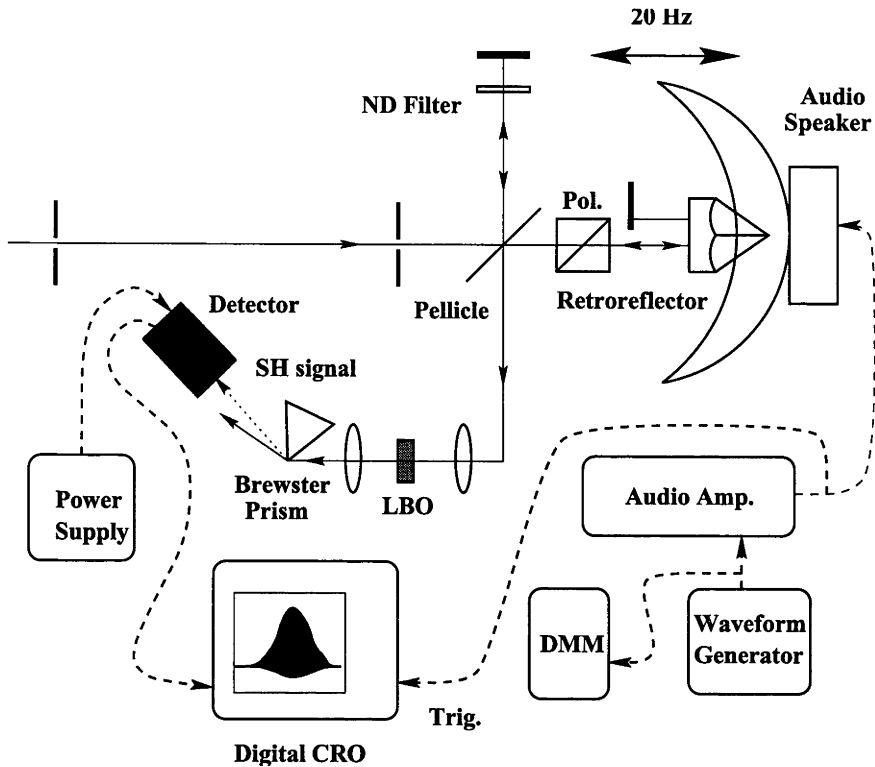 20 Hz
ND Filter
Audio
Speaker
Pol.
Retroreflector
Pellicle
Detector
SH signal
Brewster
Prism
LBO
Power
Supply
Audio Amp.
DMM
Waveform
Generator
Trig.
Digital CRO